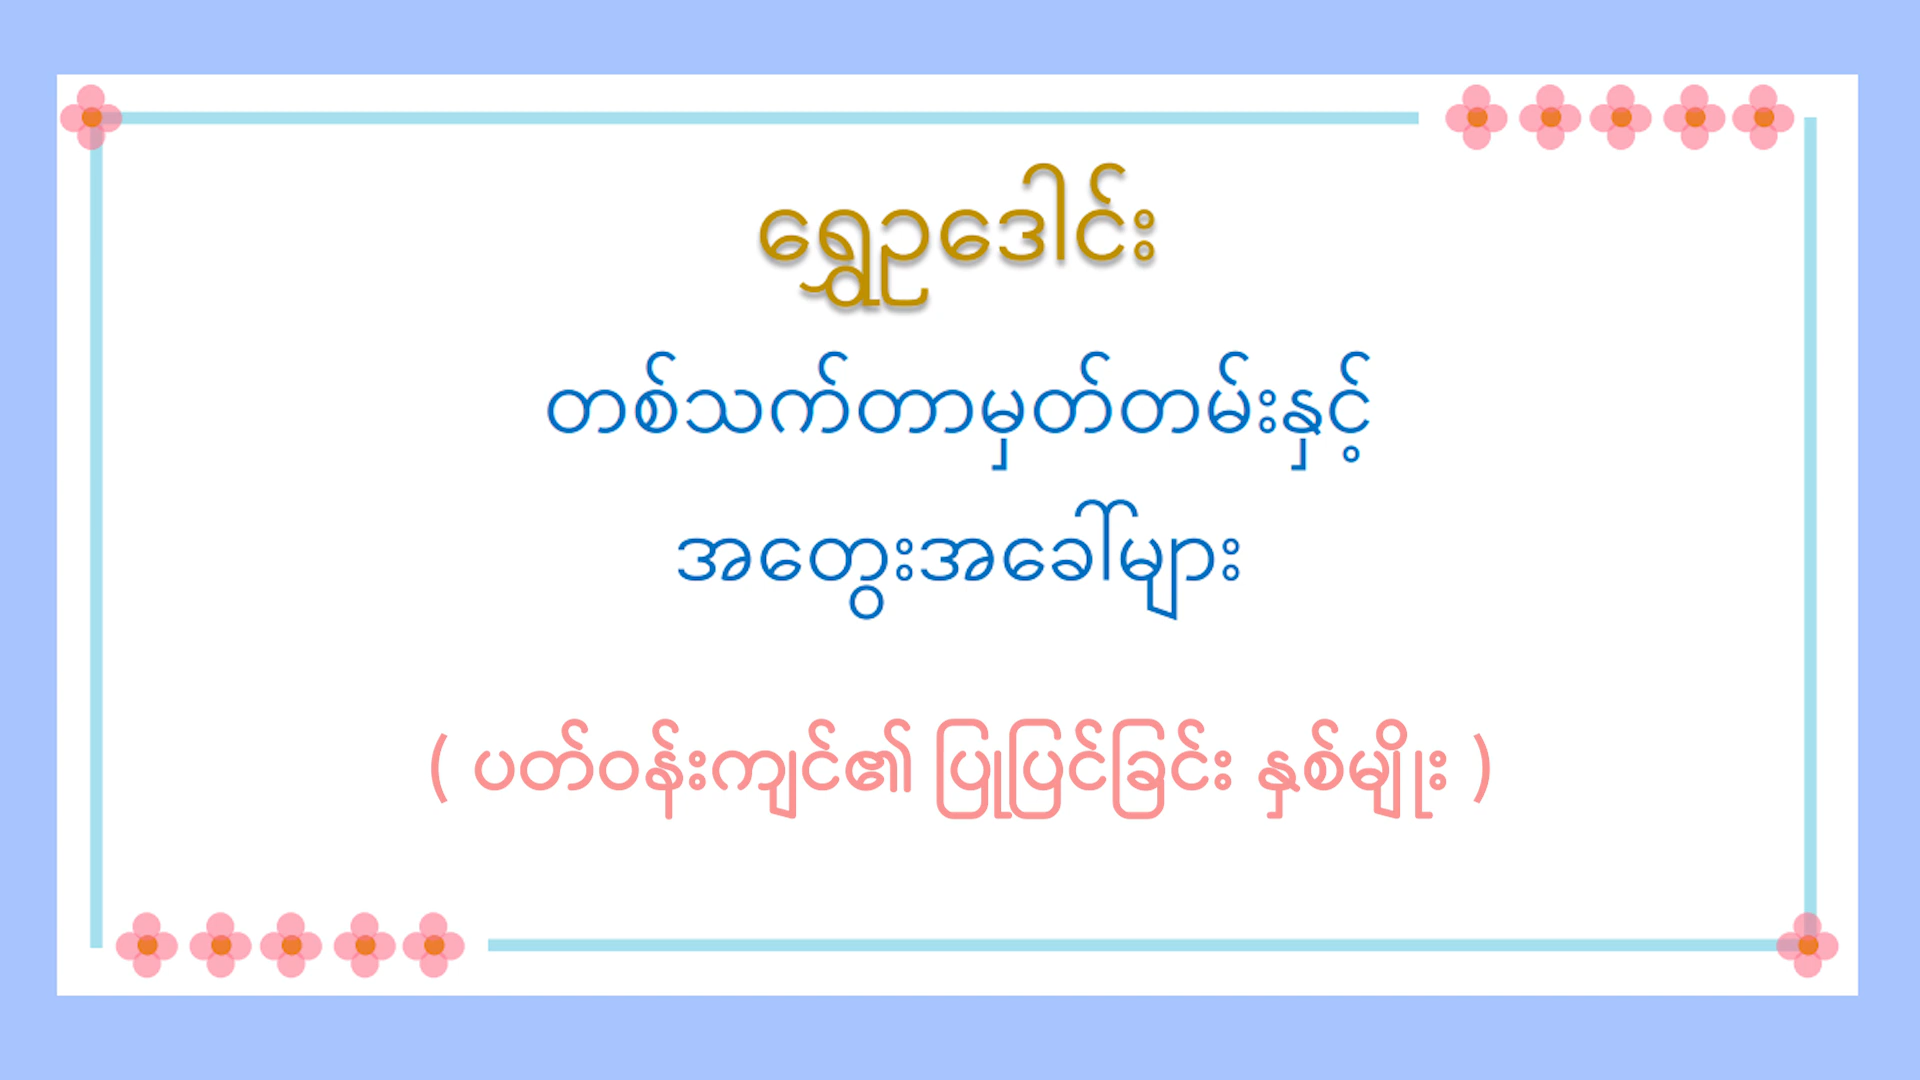 ရွှေဥဒေါင်း
တစ်သက်တာမှတ်တမ်းနှင့်
အတွေးအခေါ်များ
( ပတ်ဝန်းကျင်၏ ပြုပြင်ခြင်း နှစ်မျိုး )